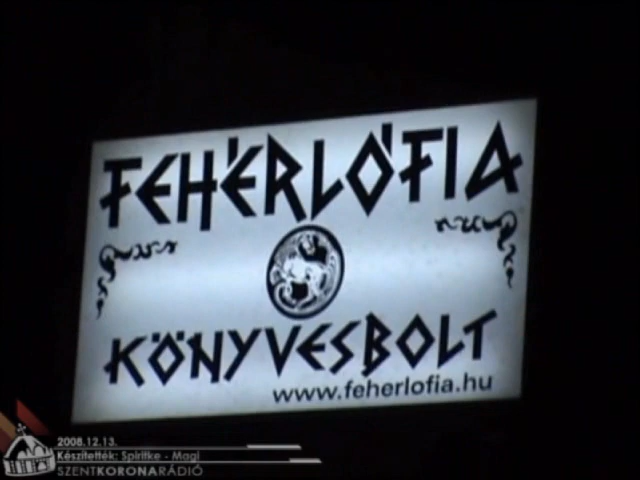 FEHÉRLÓFIA
KÖNYVESBOLT
www.feherlofia.hu
2008.12.13.
Készítették: Spiritke - Magi
SZENTKORONARÁDIÓ